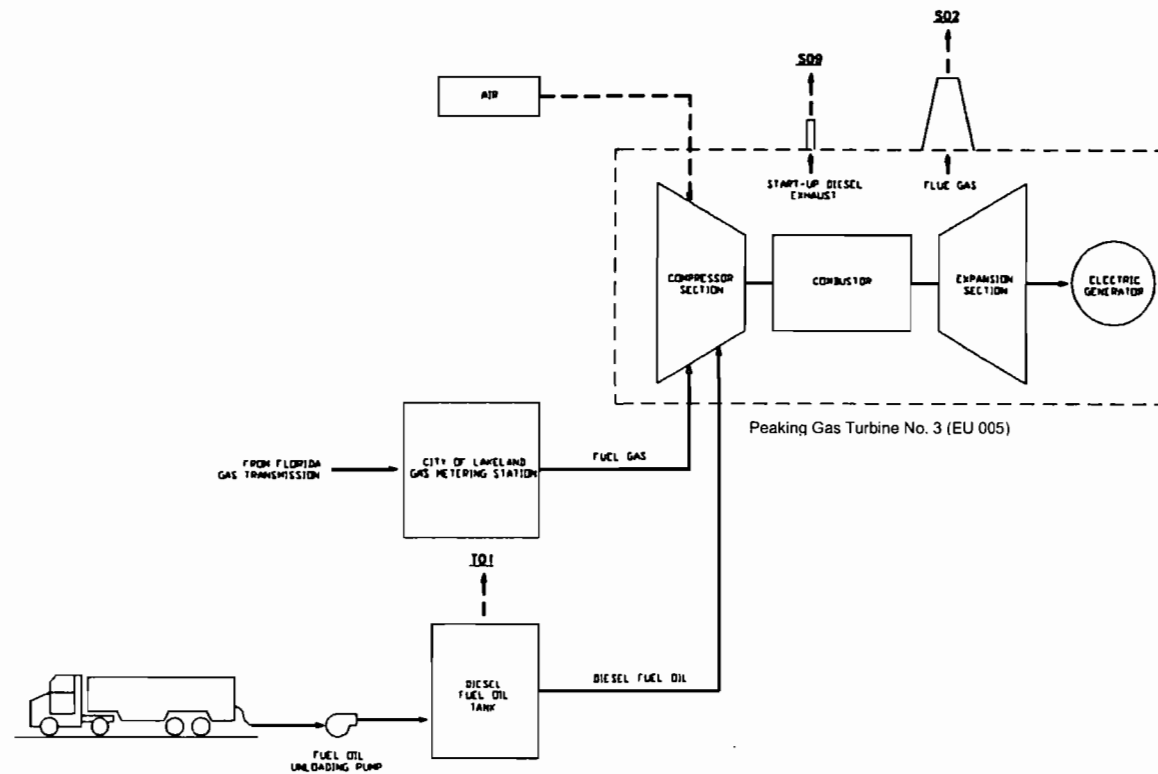 S02
S09
AIR
START-UP DIESEL
EXHAUST
FLUE GAS
COMPRESSOR
SECTION
COMBUSTOR
EXPANSION
SECTION
ELECTRIC
GENERATOR
Peaking Gas Turbine No. 3 (EU 005)
FROM FLORIDA
GAS TRANSMISSION
CITY OF LAKELAND
GAS METERING STATION
FUEL GAS
T01
DIESEL
FUEL OIL
TANK
DIESEL FUEL OIL
FUEL OIL
UNLOADING PUMP